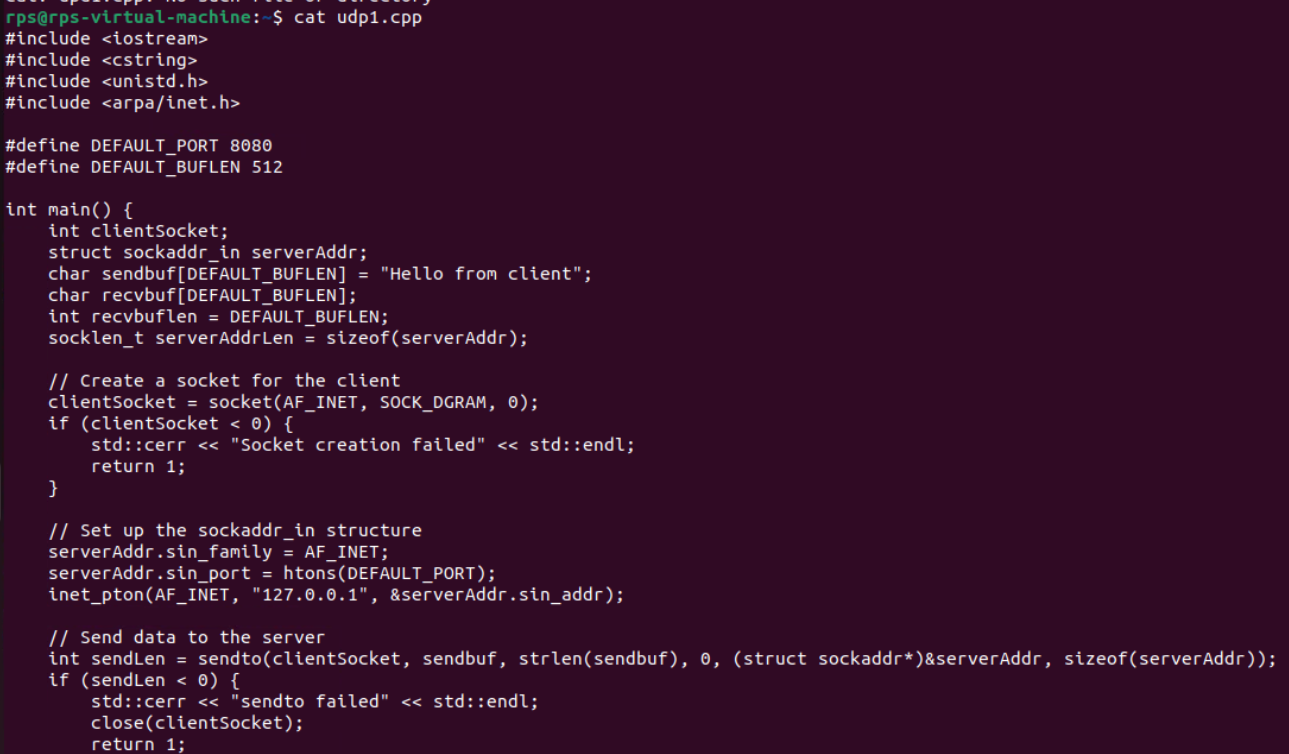 rps@rps-virtual-machine:~$ cat udp1.cpp
#include <iostream>
#include <cstring>
#include <unistd.h>
#include <arpa/inet.h>

#define DEFAULT_PORT 8080
#define DEFAULT_BUFLEN 512

int main() {
    int clientSocket;
    struct sockaddr_in serverAddr;
    char sendbuf[DEFAULT_BUFLEN] = "Hello from client";
    char recvbuf[DEFAULT_BUFLEN];
    int recvbuflen = DEFAULT_BUFLEN;
    socklen_t serverAddrLen = sizeof(serverAddr);

    // Create a socket for the client
    clientSocket = socket(AF_INET, SOCK_DGRAM, 0);
    if (clientSocket < 0) {
        std::cerr << "Socket creation failed" << std::endl;
        return 1;
    }

    // Set up the sockaddr_in structure
    serverAddr.sin_family = AF_INET;
    serverAddr.sin_port = htons(DEFAULT_PORT);
    inet_pton(AF_INET, "127.0.0.1", &serverAddr.sin_addr);

    // Send data to the server
    int sendLen = sendto(clientSocket, sendbuf, strlen(sendbuf), 0, (struct sockaddr*)&serverAddr, sizeof(serverAddr));
    if (sendLen < 0) {
        std::cerr << "sendto failed" << std::endl;
        close(clientSocket);
        return 1;